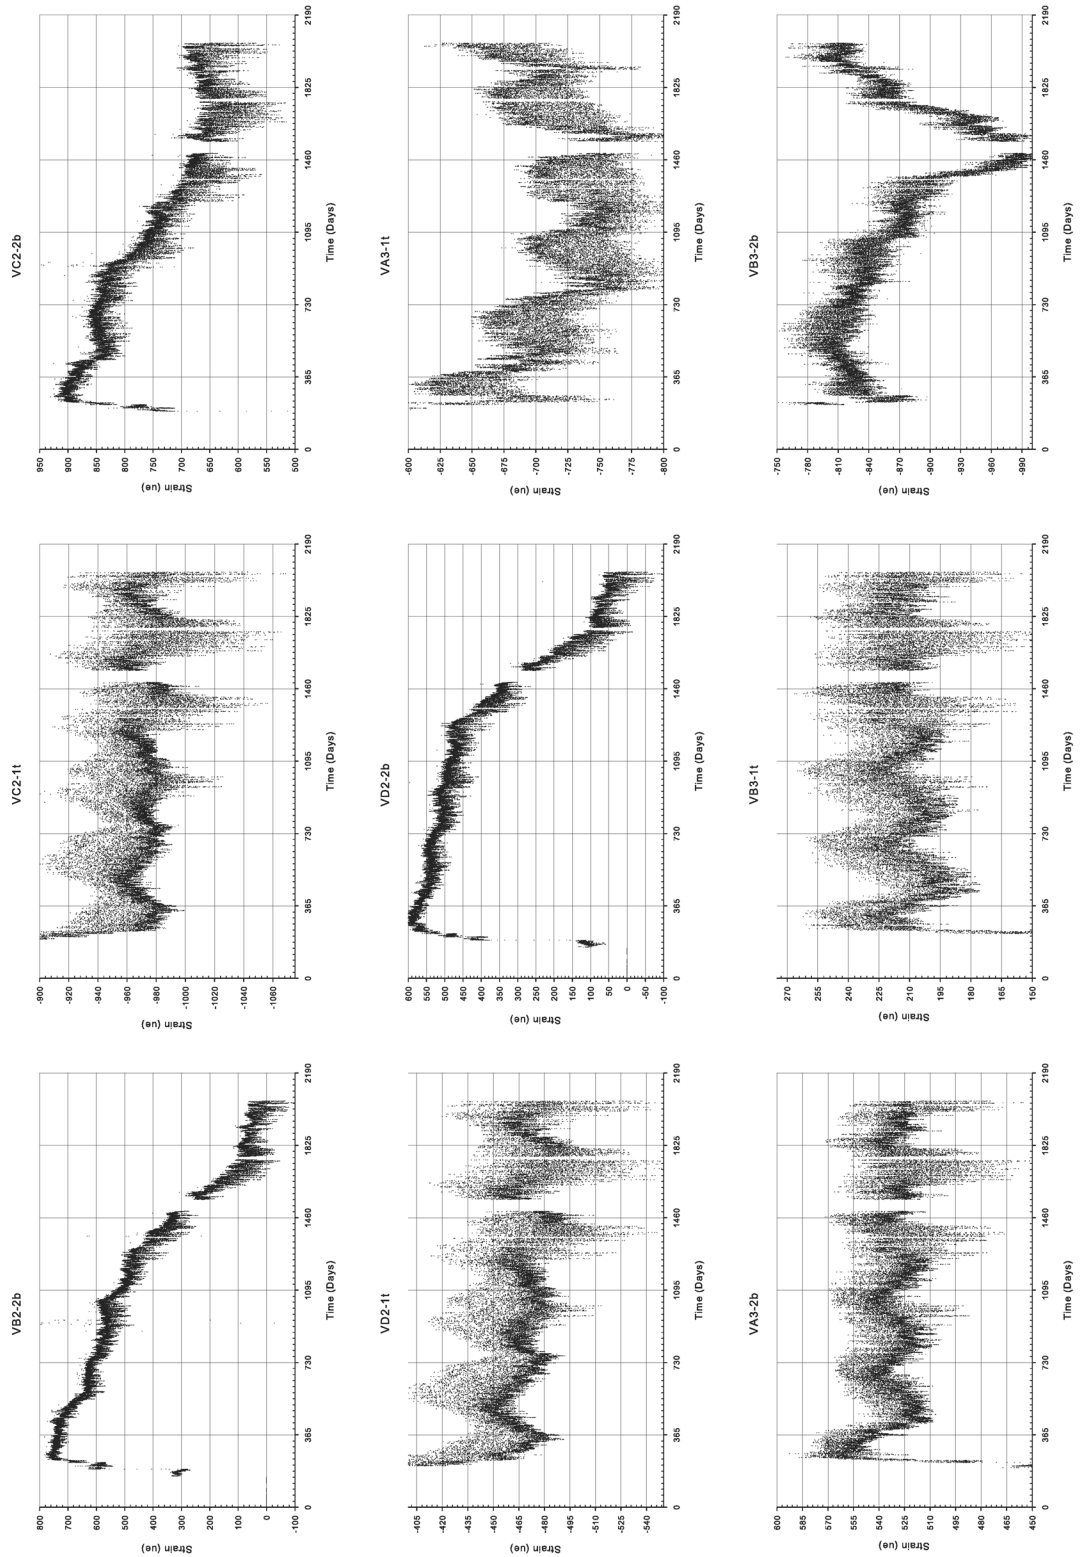 VB2-2b
Strain (ue)
800
700
600
500
400
300
200
100
0
-100
0 365 730 1095 1460 1825 2190
Time (Days)
VC2-1t
Strain (ue)
-900
-920
-940
-960
-980
-1000
-1020
-1040
-1060
0 365 730 1095 1460 1825 2190
Time (Days)
VC2-2b
Strain (ue)
950
900
850
800
750
700
650
600
550
500
0 365 730 1095 1460 1825 2190
Time (Days)
VD2-1t
Strain (ue)
-405
-420
-435
-450
-465
-480
-495
-510
-525
-540
0 365 730 1095 1460 1825 2190
Time (Days)
VD2-2b
Strain (ue)
600
550
500
450
400
350
300
250
200
150
100
50
0
-50
-100
0 365 730 1095 1460 1825 2190
Time (Days)
VA3-1t
Strain (ue)
-600
-625
-650
-675
-700
-725
-750
-775
-800
0 365 730 1095 1460 1825 2190
Time (Days)
VA3-2b
Strain (ue)
600
585
570
555
540
525
510
495
480
465
450
0 365 730 1095 1460 1825 2190
Time (Days)
VB3-1t
Strain (ue)
270
255
240
225
210
195
180
165
150
0 365 730 1095 1460 1825 2190
Time (Days)
VB3-2b
Strain (ue)
-750
-780
-810
-840
-870
-900
-930
-960
-990
0 365 730 1095 1460 1825 2190
Time (Days)